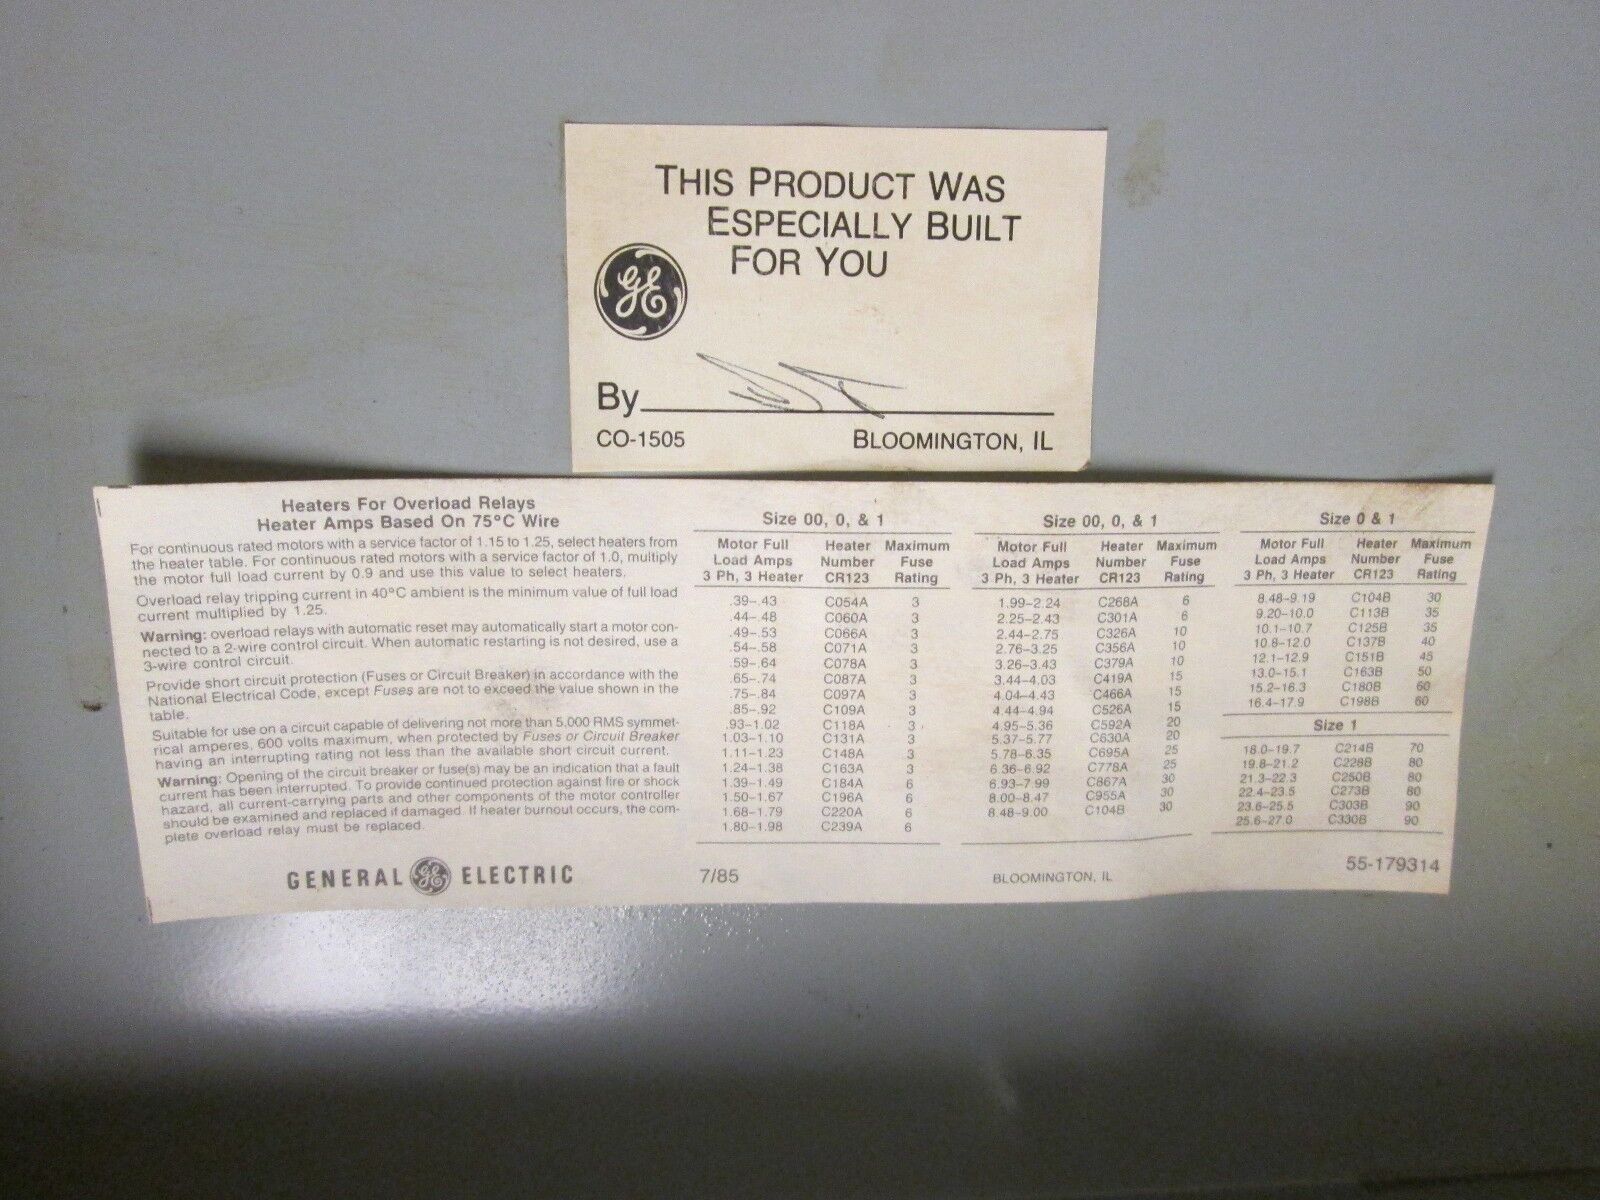 THIS PRODUCT WAS
ESPECIALLY BUILT
FOR YOU
GE
By
CO-1505 BLOOMINGTON, IL
Heaters For Overload Relays
Heater Amps Based On 75°C Wire
For continuous rated motors with a service factor of 1.15 to 1.25, select heaters from
the heater table. For continuous rated motors with a service factor of 1.0, multiply
the motor full load current by 0.9 and use this value to select heaters.
Overload relay tripping current in 40°C ambient is the minimum value of full load
current multiplied by 1.25.
Warning: overload relays with automatic reset may automatically start a motor con-
nected to a 2-wire control circuit. When automatic restarting is not desired, use a
3-wire control circuit.
Provide short circuit protection (Fuses or Circuit Breaker) in accordance with the
National Electrical Code, except Fuses are not to exceed the value shown in the
table.
Suitable for use on a circuit capable of delivering not more than 5,000 RMS symmet-
rical amperes, 600 volts maximum, when protected by Fuses or Circuit Breaker
having an interrupting rating not less than the available short circuit current.
Warning: Opening of the circuit breaker or fuse(s) may be an indication that a fault
current has been interrupted. To provide continued protection against fire or shock
hazard, all current-carrying parts and other components of the motor controller
should be examined and replaced if damaged. If heater burnout occurs, the com-
plete overload relay must be replaced.
Size 00, 0, & 1
Motor Full Heater Maximum
Load Amps Number Fuse
3 Ph, 3 Heater CR123 Rating
.39–.43 C054A 3
.44–.48 C060A 3
.49–.53 C066A 3
.54–.58 C071A 3
.59–.64 C078A 3
.65–.74 C087A 3
.75–.84 C097A 3
.85–.92 C109A 3
.93–1.02 C118A 3
1.03–1.10 C131A 3
1.11–1.23 C148A 3
1.24–1.38 C163A 3
1.39–1.49 C184A 6
1.50–1.67 C196A 6
1.68–1.79 C220A 6
1.80–1.98 C239A 6
Size 00, 0, & 1
Motor Full Heater Maximum
Load Amps Number Fuse
3 Ph, 3 Heater CR123 Rating
1.99–2.24 C268A 6
2.25–2.43 C301A 6
2.44–2.75 C326A 10
2.76–3.25 C356A 10
3.26–3.43 C379A 10
3.44–4.03 C419A 15
4.04–4.43 C466A 15
4.44–4.94 C526A 15
4.95–5.36 C592A 20
5.37–5.77 C630A 20
5.78–6.35 C695A 25
6.36–6.92 C778A 25
6.93–7.99 C867A 30
8.00–8.47 C955A 30
8.48–9.00 C104B 30
Size 0 & 1
Motor Full Heater Maximum
Load Amps Number Fuse
3 Ph, 3 Heater CR123 Rating
8.48–9.19 C104B 30
9.20–10.0 C113B 35
10.1–10.7 C125B 35
10.8–12.0 C137B 40
12.1–12.9 C151B 45
13.0–15.1 C163B 50
15.2–16.3 C180B 60
16.4–17.9 C198B 60
Size 1
18.0–19.7 C214B 70
19.8–21.2 C228B 80
21.3–22.3 C250B 80
22.4–23.5 C273B 80
23.6–25.5 C303B 90
25.6–27.0 C330B 90
GENERAL GE ELECTRIC 7/85 BLOOMINGTON, IL 55-179314